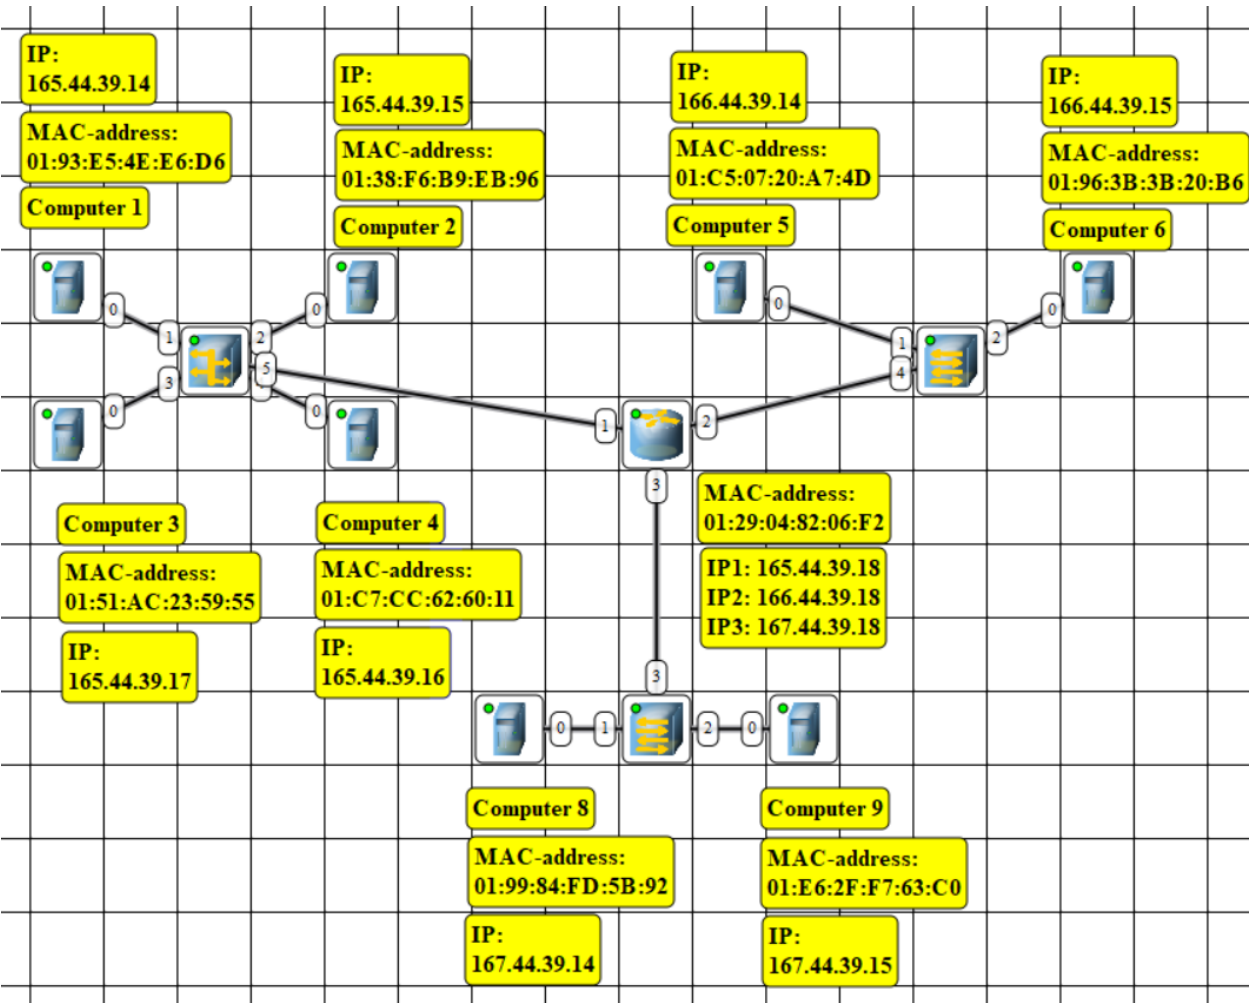 IP:
165.44.39.14
MAC-address:
01:93:E5:4E:E6:D6
Computer 1
IP:
165.44.39.15
MAC-address:
01:38:F6:B9:EB:96
Computer 2
IP:
166.44.39.14
MAC-address:
01:C5:07:20:A7:4D
Computer 5
IP:
166.44.39.15
MAC-address:
01:96:3B:3B:20:B6
Computer 6
0
1
2
0
3
0
5
0
0
1
4
2
0
1
2
3
Computer 3
MAC-address:
01:51:AC:23:59:55
IP:
165.44.39.17
Computer 4
MAC-address:
01:C7:CC:62:60:11
IP:
165.44.39.16
MAC-address:
01:29:04:82:06:F2
IP1: 165.44.39.18
IP2: 166.44.39.18
IP3: 167.44.39.18
3
0
1
2
0
Computer 8
MAC-address:
01:99:84:FD:5B:92
IP:
167.44.39.14
Computer 9
MAC-address:
01:E6:2F:F7:63:C0
IP:
167.44.39.15